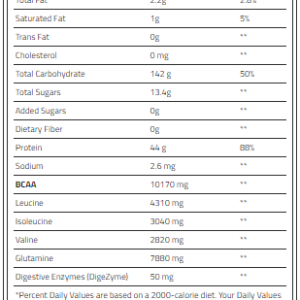 Total Fat 2.2g 2.8%
Saturated Fat 1g 5%
Trans Fat 0g **
Cholesterol 0 mg **
Total Carbohydrate 142 g 50%
Total Sugars 13.4g **
Added Sugars 0g **
Dietary Fiber 0g **
Protein 44 g 88%
Sodium 2.6 mg **
BCAA 10170 mg **
Leucine 4310 mg **
Isoleucine 3040 mg **
Valine 2820 mg **
Glutamine 7880 mg **
Digestive Enzymes (DigeZyme) 50 mg **
*Percent Daily Values are based on a 2000-calorie diet. Your Daily Values